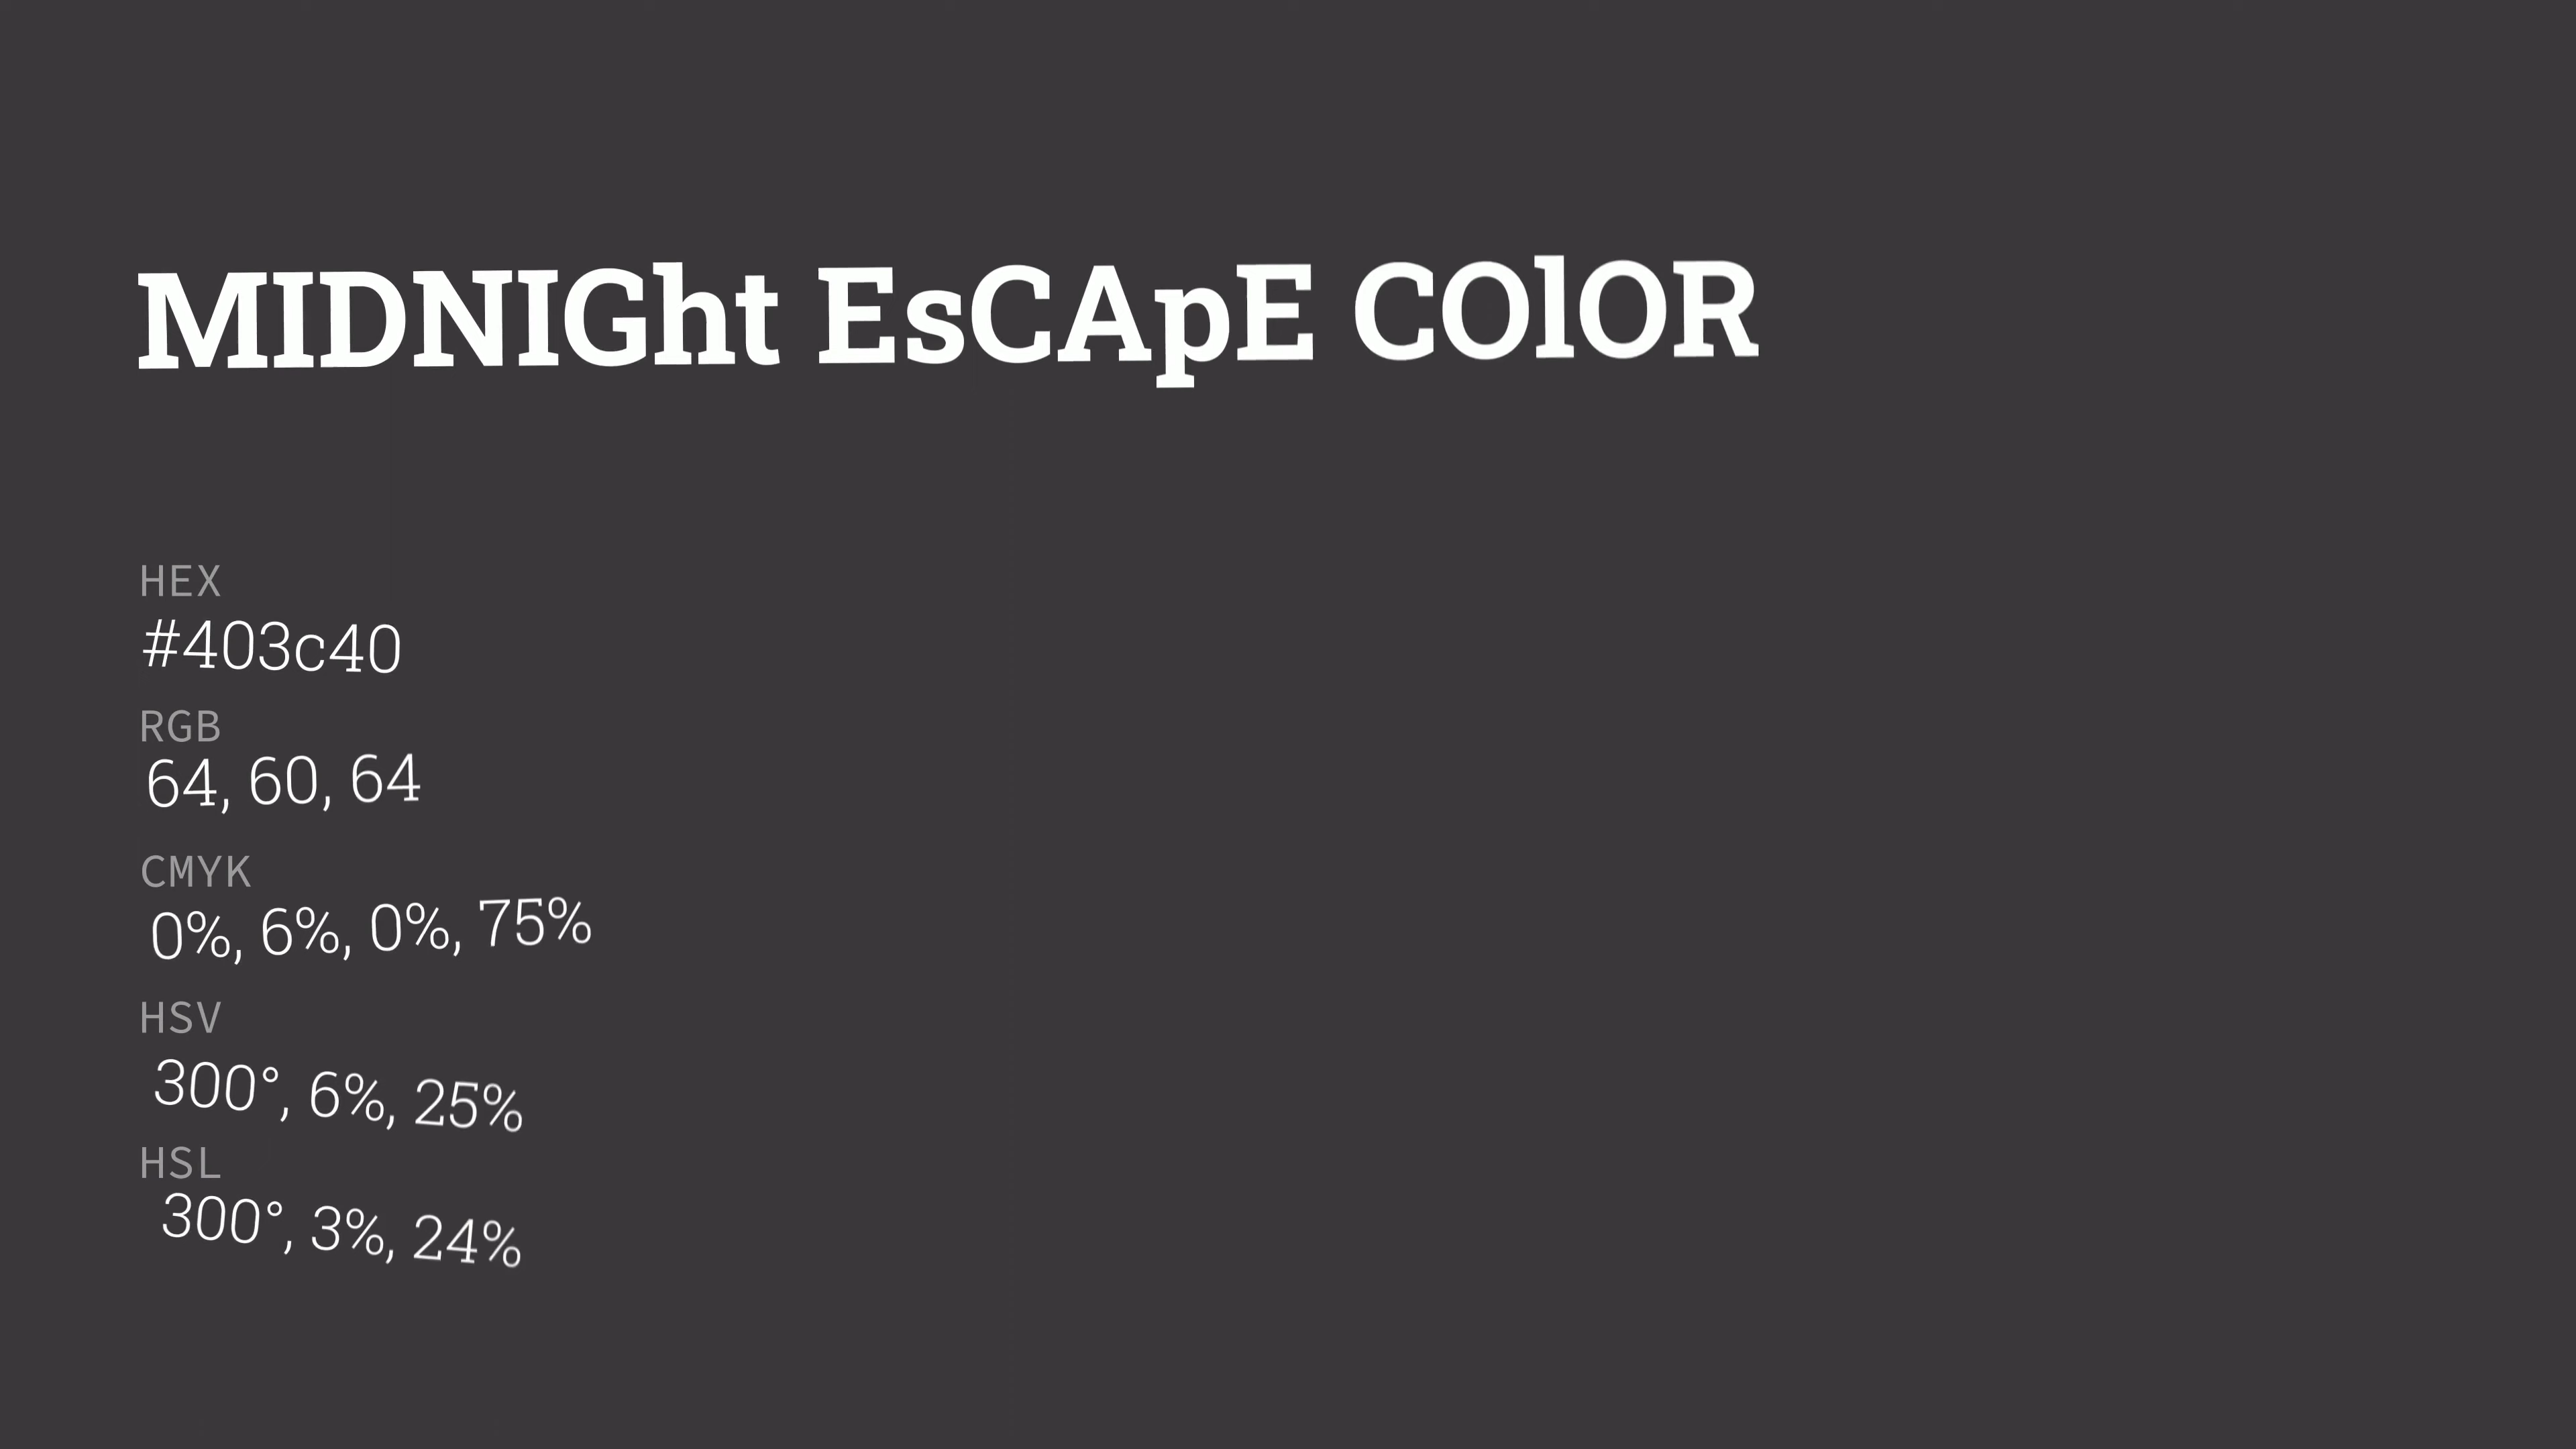 MIDNIGht EsCApE COlOR
HEX
#403c40
RGB
64, 60, 64
CMYK
0%, 6%, 0%, 75%
HSV
300°, 6%, 25%
HSL
300°, 3%, 24%